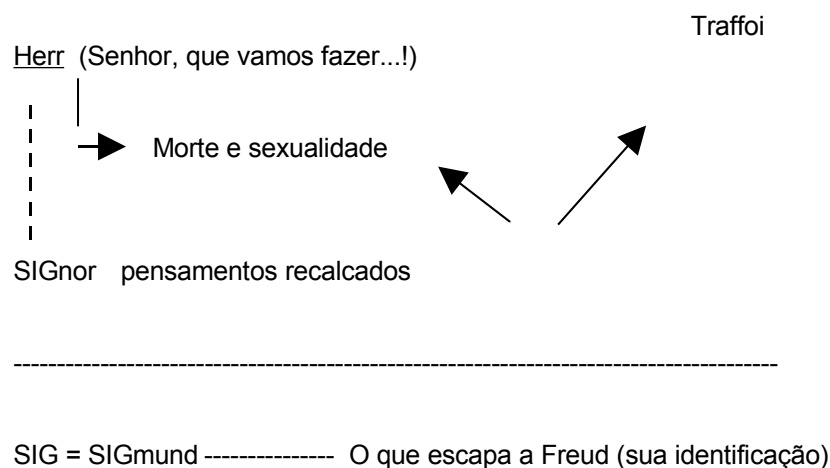 Traffoi
Herr (Senhor, que vamos fazer...!)
Morte e sexualidade
SIGnor pensamentos recalcados
-----------------------------------------------------------------------------------------
SIG = SIGmund --------------- O que escapa a Freud (sua identificação)